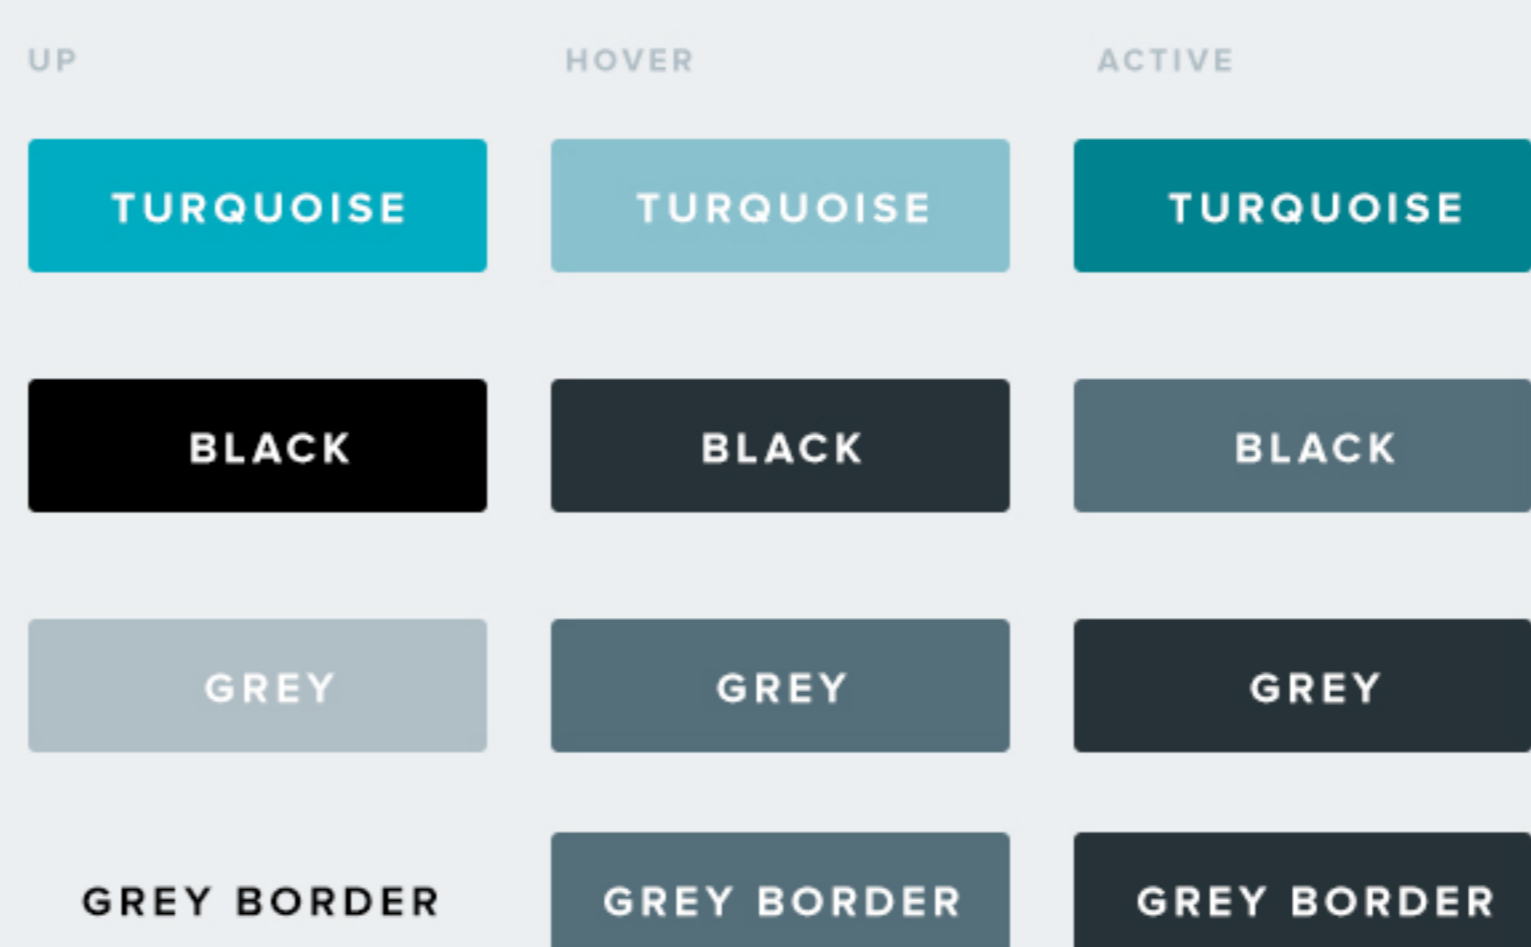 UP HOVER ACTIVE
TURQUOISE TURQUOISE TURQUOISE
BLACK BLACK BLACK
GREY GREY GREY
GREY BORDER GREY BORDER GREY BORDER